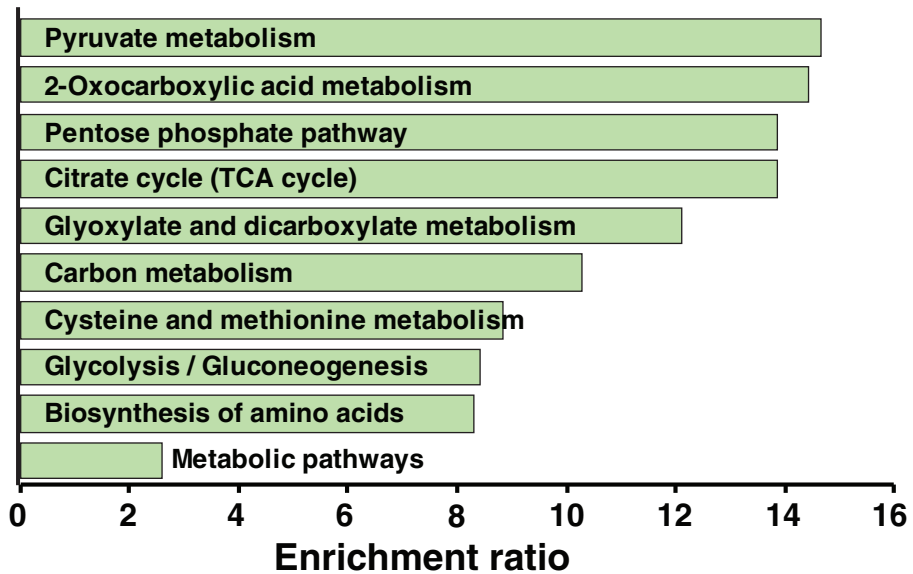 Pyruvate metabolism
2-Oxocarboxylic acid metabolism
Pentose phosphate pathway
Citrate cycle (TCA cycle)
Glyoxylate and dicarboxylate metabolism
Carbon metabolism
Cysteine and methionine metabolism
Glycolysis / Gluconeogenesis
Biosynthesis of amino acids
Metabolic pathways
0 2 4 6 8 10 12 14 16
Enrichment ratio